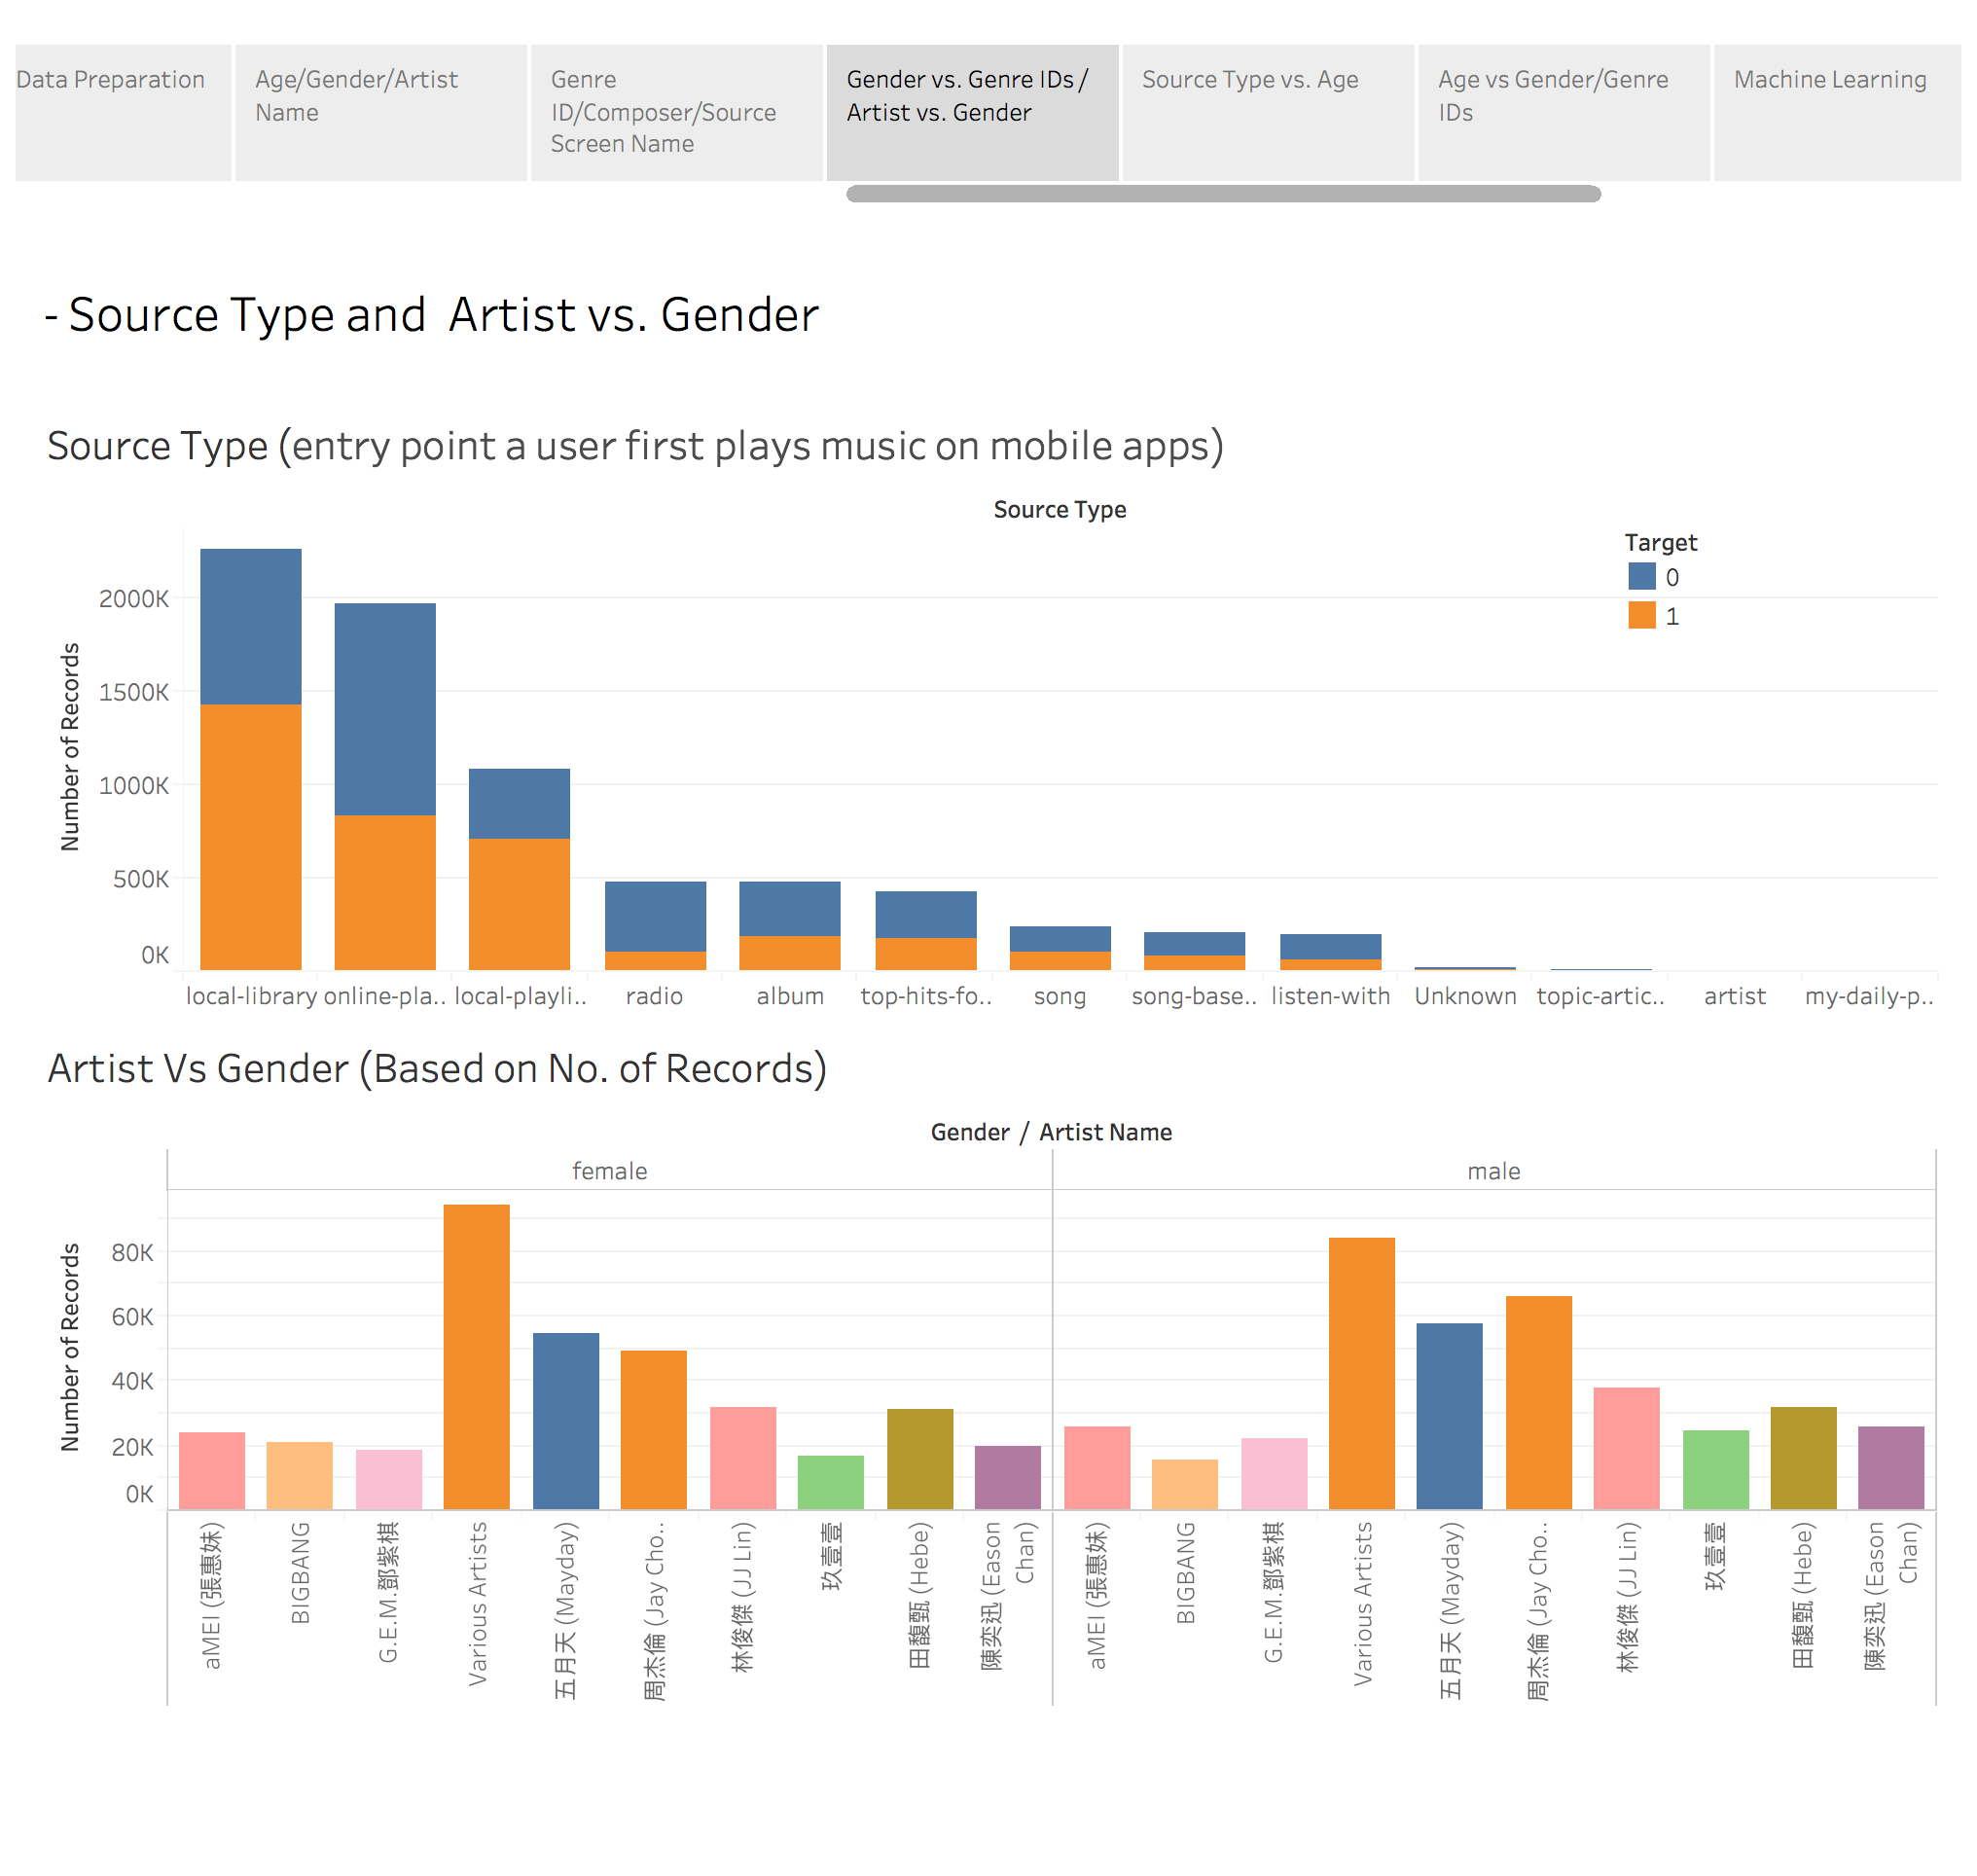 Data Preparation
Age/Gender/Artist
Name
Genre
ID/Composer/Source
Screen Name
Gender vs. Genre IDs /
Artist vs. Gender
Source Type vs. Age
Age vs Gender/Genre
IDs
Machine Learning
- Source Type and  Artist vs. Gender
Source Type (entry point a user first plays music on mobile apps)
Source Type
Target
0
1
Number of Records
2000K
1500K
1000K
500K
0K
local-library
online-pla..
local-playli..
radio
album
top-hits-fo..
song
song-base..
listen-with
Unknown
topic-artic..
artist
my-daily-p..
Artist Vs Gender (Based on No. of Records)
Gender / Artist Name
female
male
Number of Records
80K
60K
40K
20K
0K
aMEI (張惠妹)
BIGBANG
G.E.M.鄧紫棋
Various Artists
五月天 (Mayday)
周杰倫 (Jay Cho..
林俊傑 (JJ Lin)
玖壹壹
田馥甄 (Hebe)
陳奕迅 (Eason
Chan)
aMEI (張惠妹)
BIGBANG
G.E.M.鄧紫棋
Various Artists
五月天 (Mayday)
周杰倫 (Jay Cho..
林俊傑 (JJ Lin)
玖壹壹
田馥甄 (Hebe)
陳奕迅 (Eason
Chan)